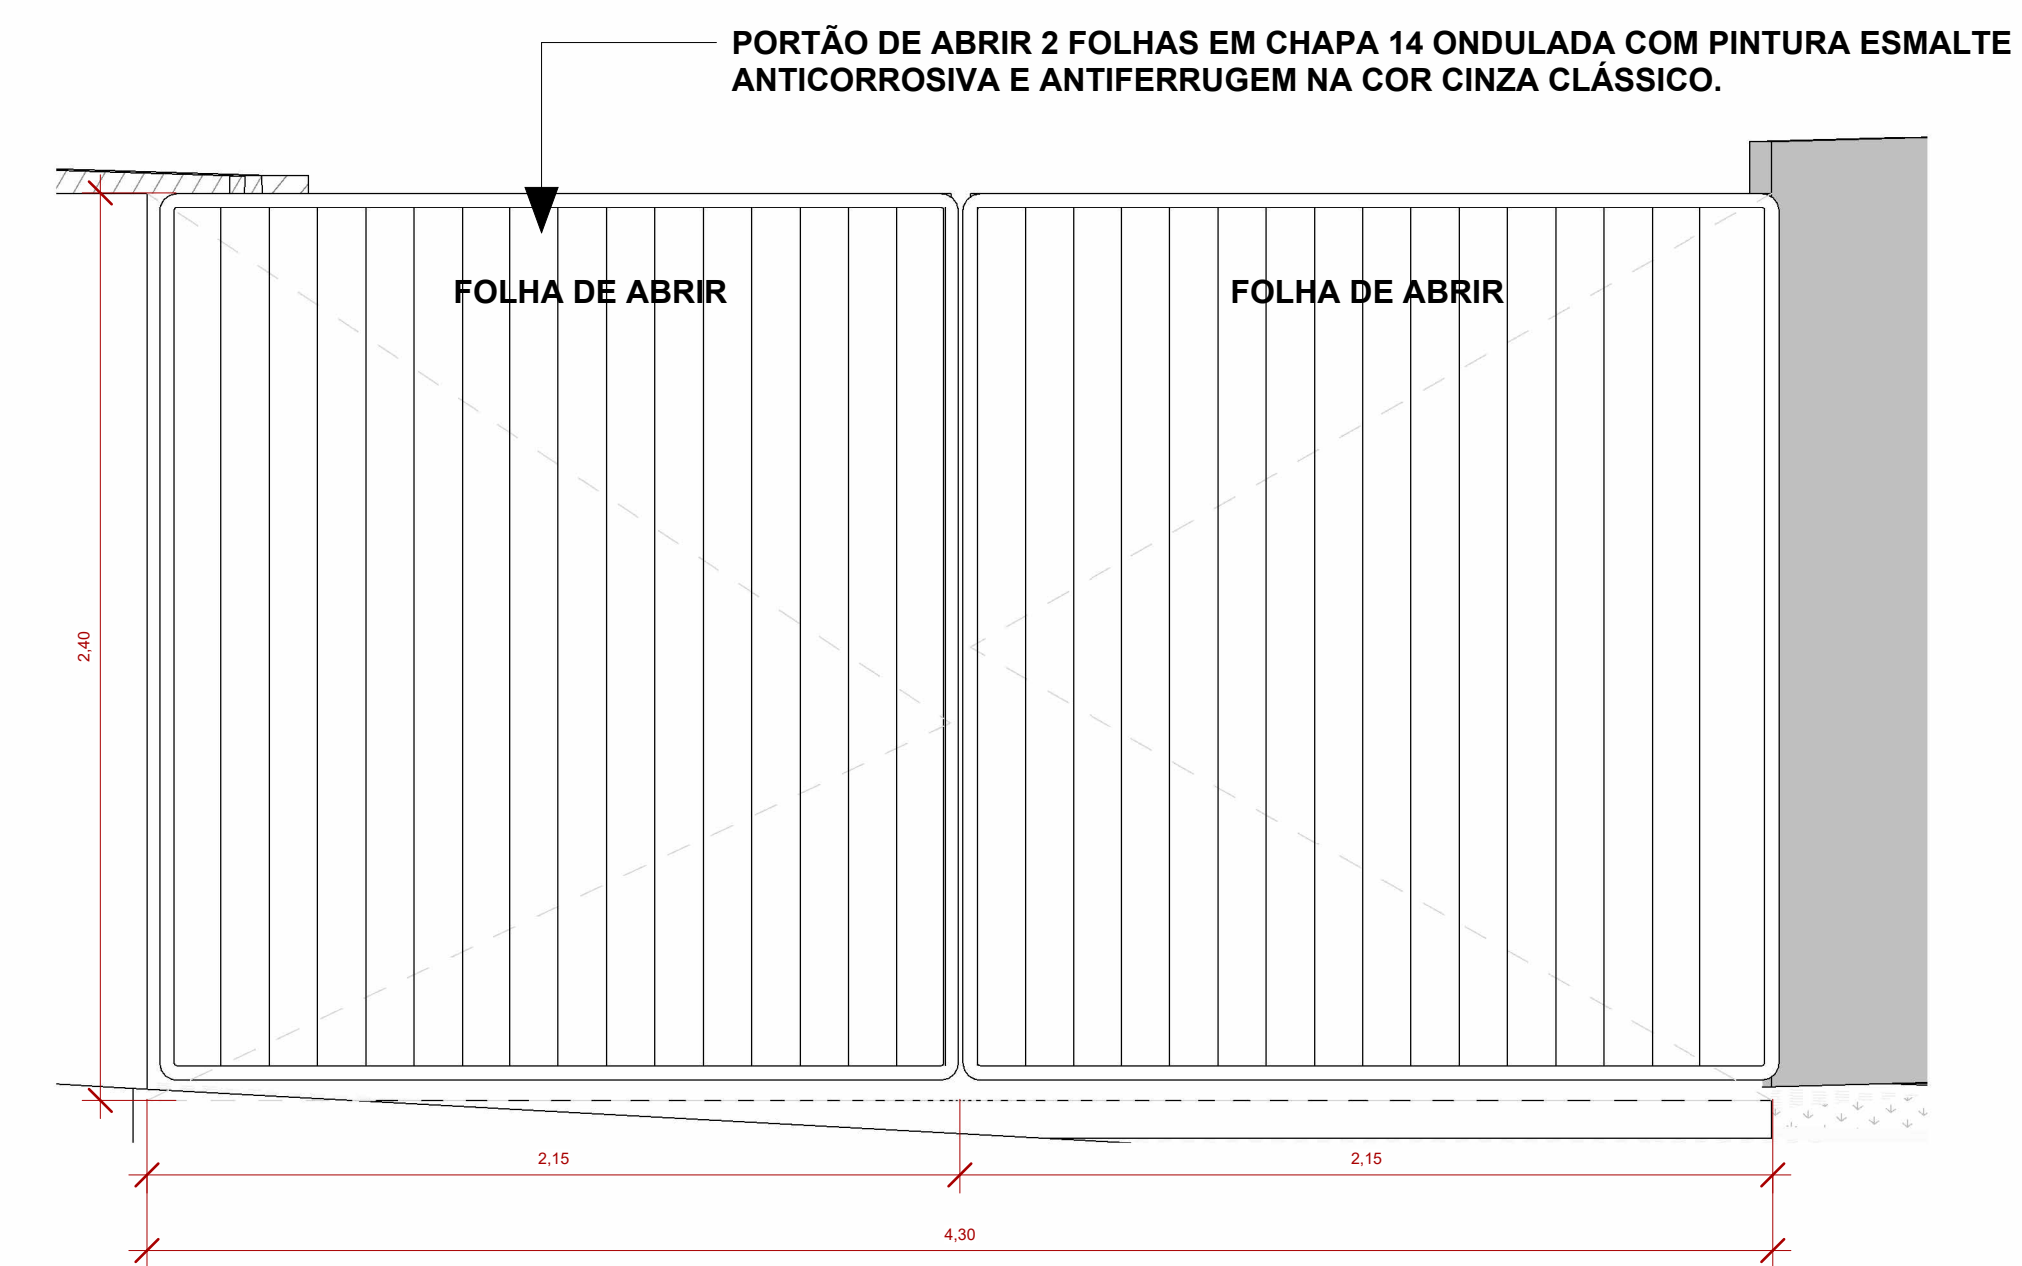 PORTÃO DE ABRIR 2 FOLHAS EM CHAPA 14 ONDULADA COM PINTURA ESMALTE
ANTICORROSIVA E ANTIFERRUGEM NA COR CINZA CLÁSSICO.
FOLHA DE ABRIR
FOLHA DE ABRIR
2,40
2,15
2,15
4,30